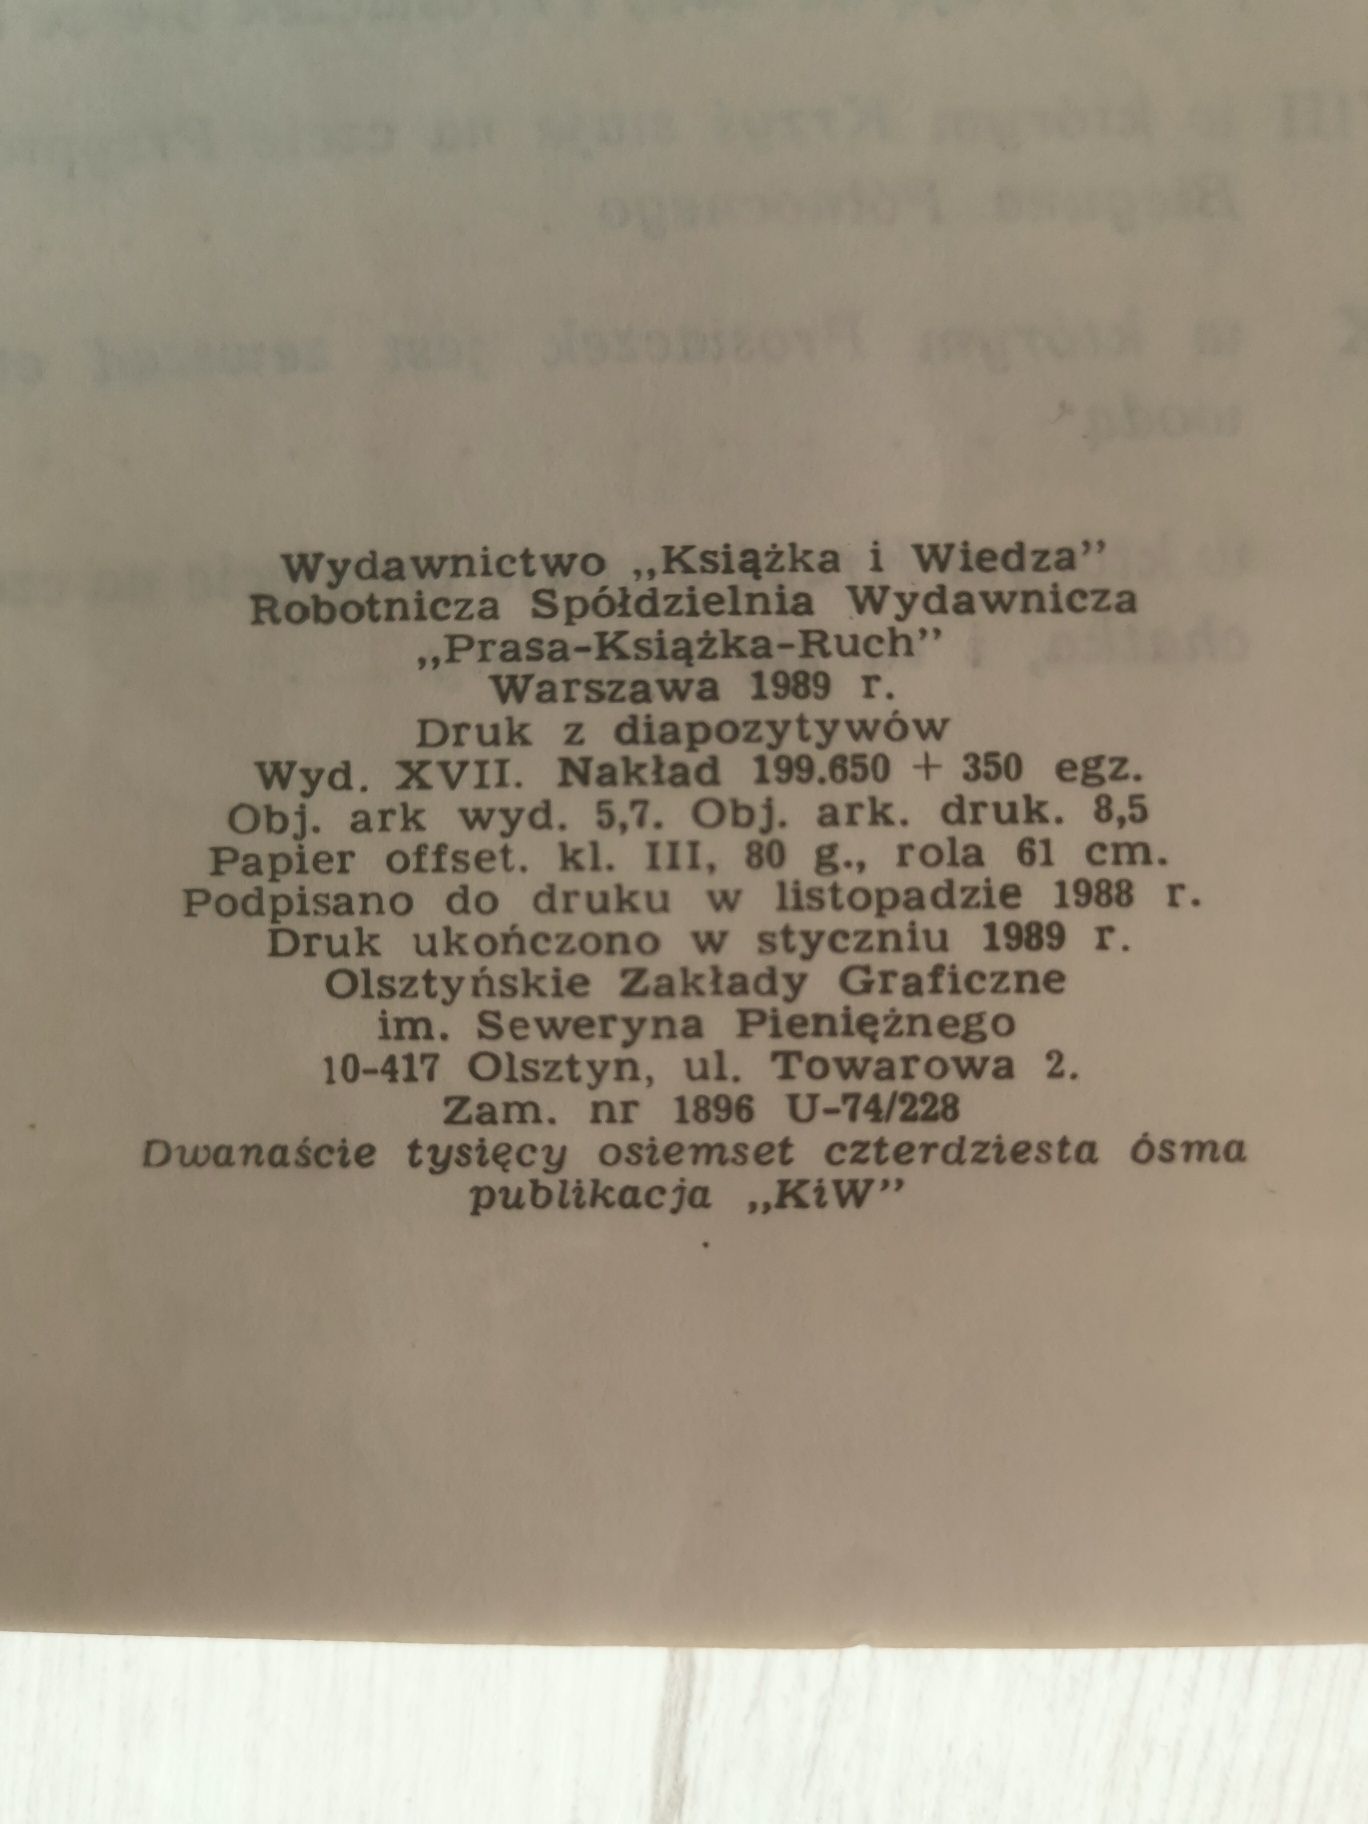 Wydawnictwo „Książka i Wiedza”
Robotnicza Spółdzielnia Wydawnicza
„Prasa-Książka-Ruch”
Warszawa 1989 r.
Druk z diapozytywów
Wyd. XVII. Nakład 199.650 + 350 egz.
Obj. ark wyd. 5,7. Obj. ark. druk. 8,5
Papier offset. kl. III, 80 g., rola 61 cm.
Podpisano do druku w listopadzie 1988 r.
Druk ukończono w styczniu 1989 r.
Olsztyńskie Zakłady Graficzne
im. Seweryna Pieniężnego
10-417 Olsztyn, ul. Towarowa 2.
Zam. nr 1896 U-74/228
Dwanaście tysięcy osiemset czterdziesta ósma
publikacja „KiW”